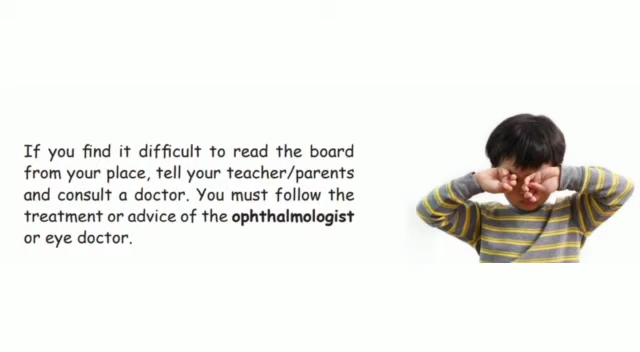 If you find it difficult to read the board
from your place, tell your teacher/parents
and consult a doctor. You must follow the
treatment or advice of the ophthalmologist
or eye doctor.